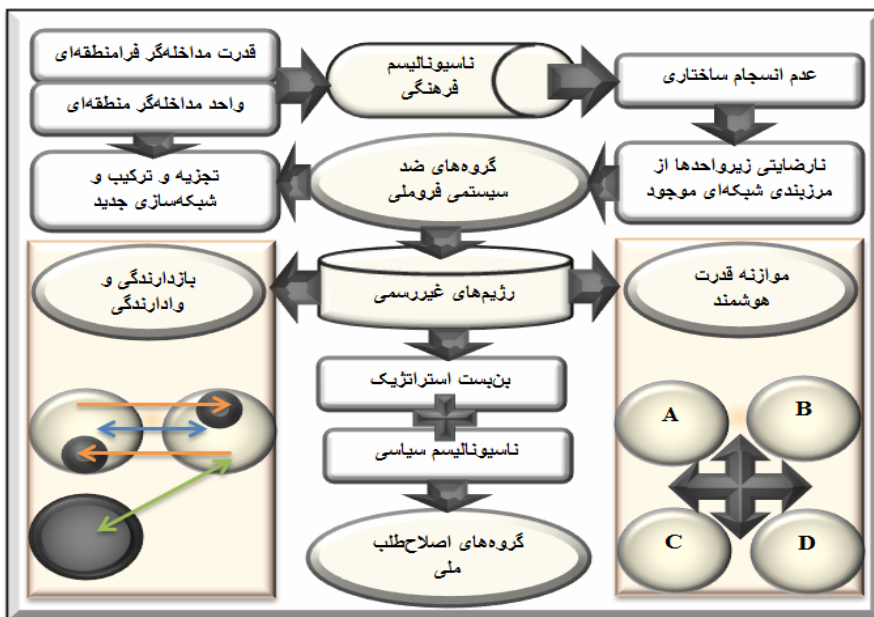 قدرت مداخله‌گر فرامنطقه‌ای
واحد مداخله‌گر منطقه‌ای
ناسیونالیسم
فرهنگی
عدم انسجام ساختاری
نارضایتی زیرواحدها از
مرزبندی شبکه‌ای موجود
گروه‌های ضد
سیستمی فروملی
تجزیه و ترکیب و
شبکه‌سازی جدید
رژیم‌های غیررسمی
موازنه قدرت
هوشمند
بازدارندگی و
وادارندگی
بن‌بست استراتژیک
ناسیونالیسم سیاسی
گروه‌های اصلاح‌طلب
ملی
A
B
C
D